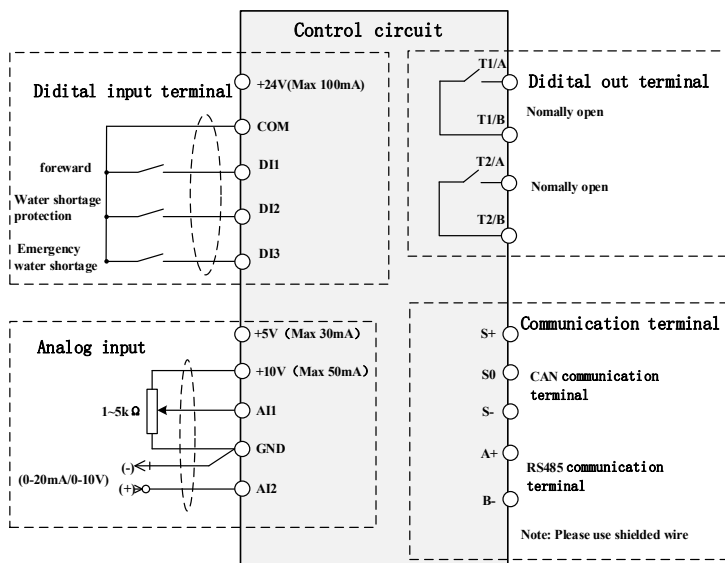 Control circuit
Didital input terminal
+24V(Max 100mA)
COM
foreward
DI1
Water shortage
protection
DI2
Emergency
water shortage
DI3
T1/A
Didital out terminal
T1/B
Nomally open
T2/A
Nomally open
T2/B
Analog input
+5V (Max 30mA)
+10V (Max 50mA)
1~5kΩ
AI1
GND
(-)
(0-20mA/0-10V)
(+)
AI2
Communication terminal
S+
S0
CAN communication
terminal
S-
A+
RS485 communication
terminal
B-
Note: Please use shielded wire